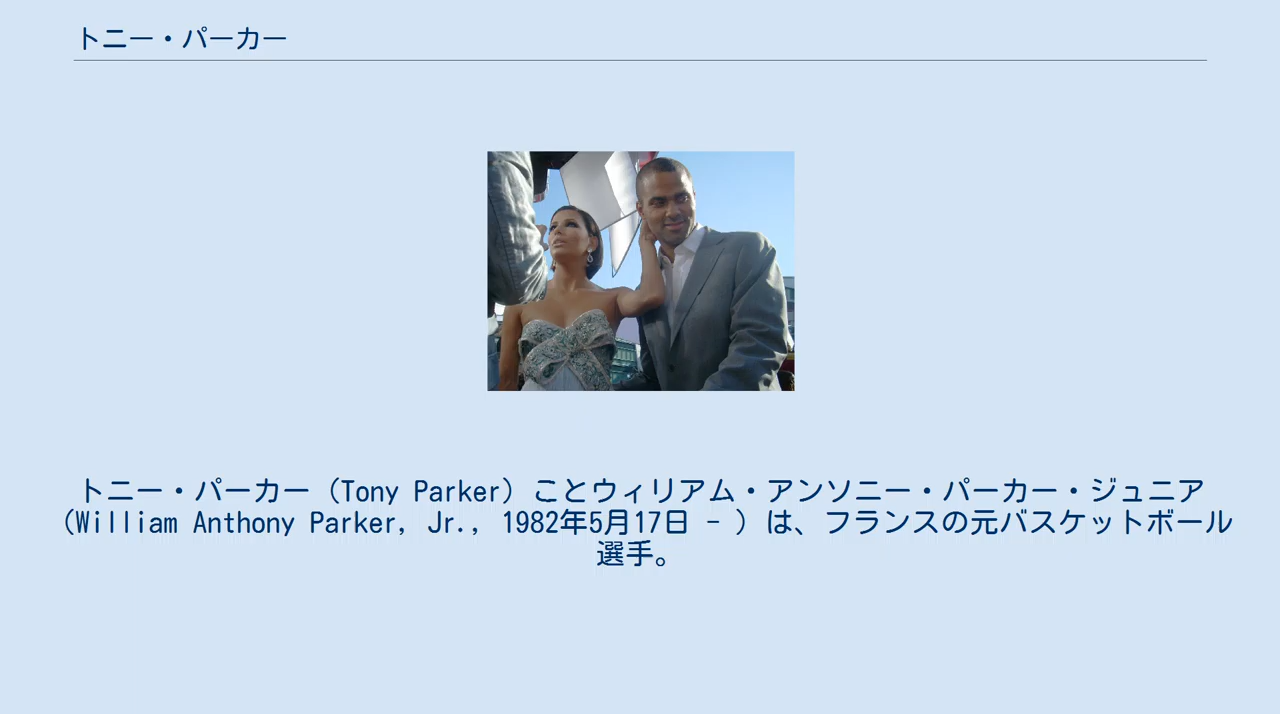 トニー・パーカー
トニー・パーカー（Tony Parker）ことウィリアム・アンソニー・パーカー・ジュニア
（William Anthony Parker, Jr., 1982年5月17日 - ）は、フランスの元バスケットボール
選手。